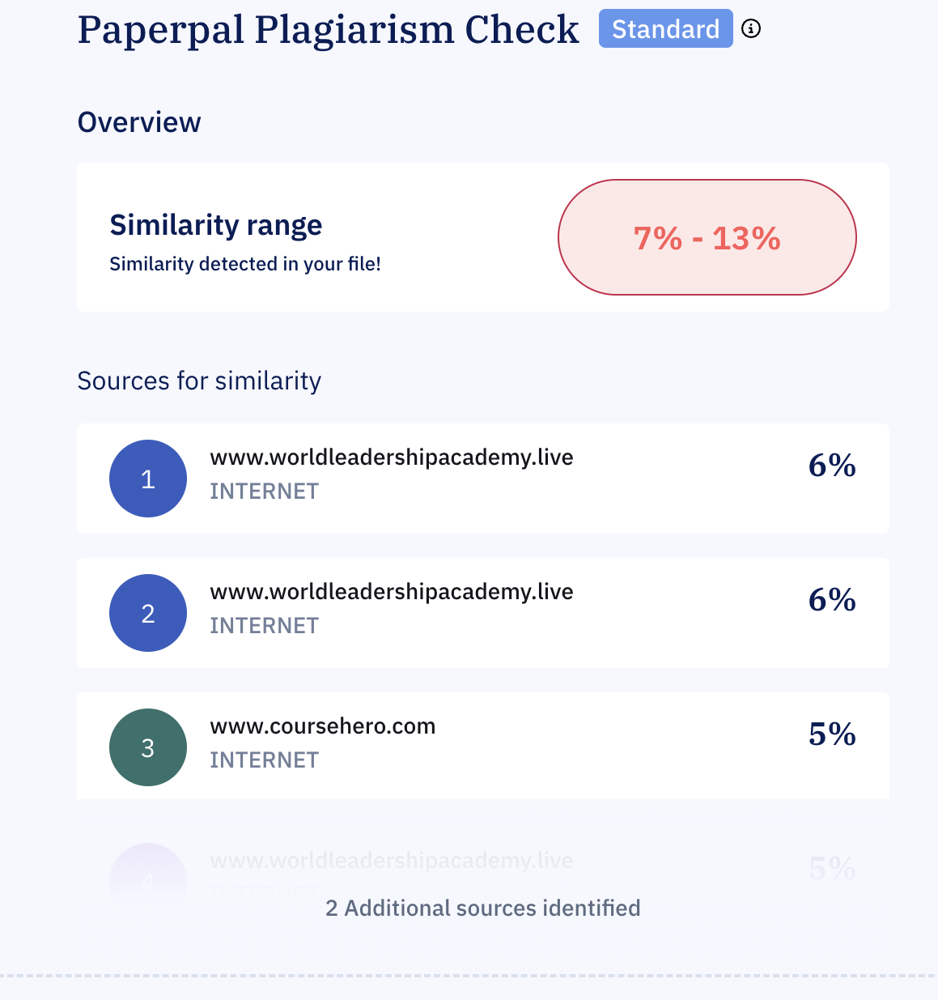 Paperpal Plagiarism Check Standard
Overview
Similarity range
7% - 13%
Similarity detected in your file!
Sources for similarity
1
www.worldleadershipacademy.live
6%
INTERNET
2
www.worldleadershipacademy.live
6%
INTERNET
3
www.coursehero.com
5%
INTERNET
4
www.worldleadershipacademy.live
5%
INTERNET
2 Additional sources identified